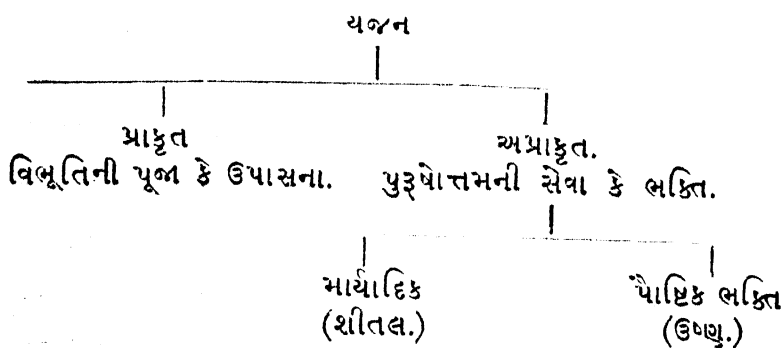 યજન
પ્રાકૃત
અપ્રાકૃત.
વિભૂતિની પૂજા કે ઉપાસના. પુરૂષોત્તમની સેવા કે ભક્તિ.
માર્યાદિક પૌષ્ટિક ભક્તિ
(શીતલ.) (ઉષ્ણ.)